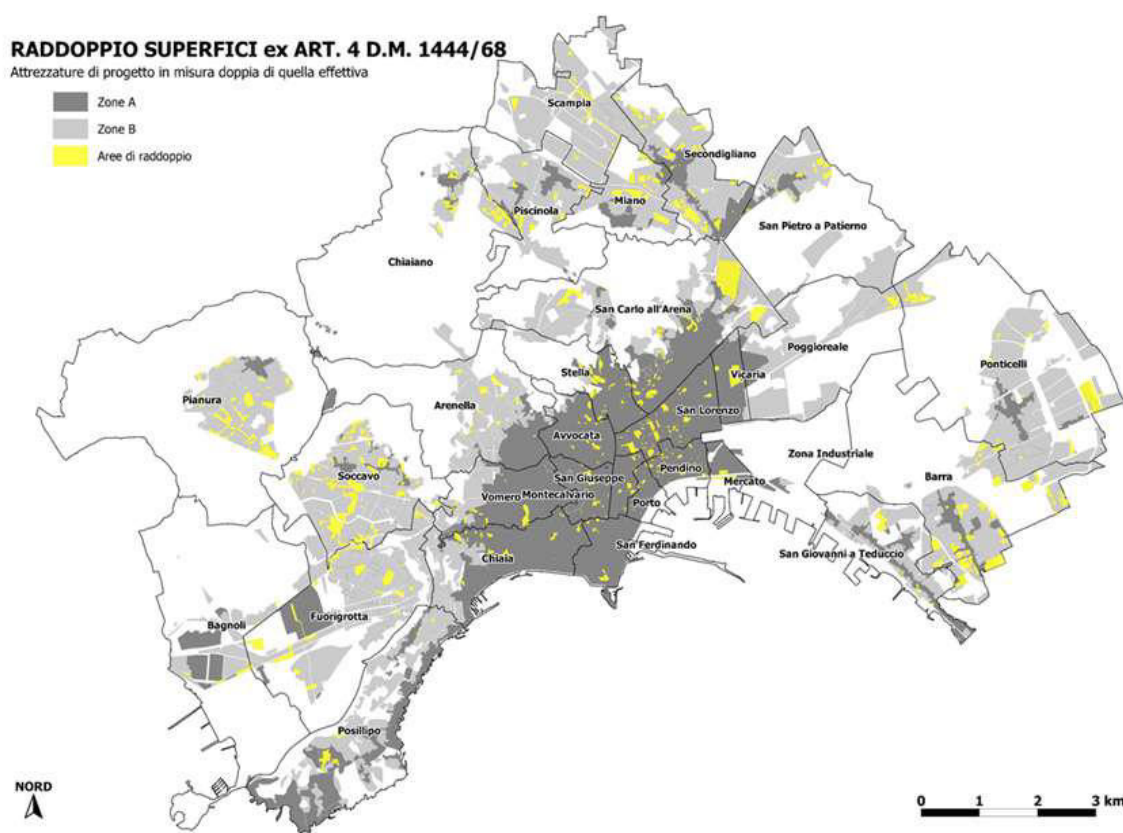 RADDOPPIO SUPERFICI ex ART. 4 D.M. 1444/68
Attrezzature di progetto in misura doppia di quella effettiva
Zone A
Zone B
Aree di raddoppio
Scampia
Secondigliano
Piscinola
Miano
San Pietro a Patierno
Chiaiano
San Carlo all'Arena
Poggioreale
Ponticelli
Stella
Vicaria
Pianura
Arenella
San Lorenzo
Avvocata
Zona Industriale
Soccavo
San Giuseppe
Pendino
Mercato
Barra
Vomero
Montecalvario
Porto
San Ferdinando
San Giovanni a Teduccio
Chiaia
Fuorigrotta
Bagnoli
Posillipo
NORD
0 1 2 3 km